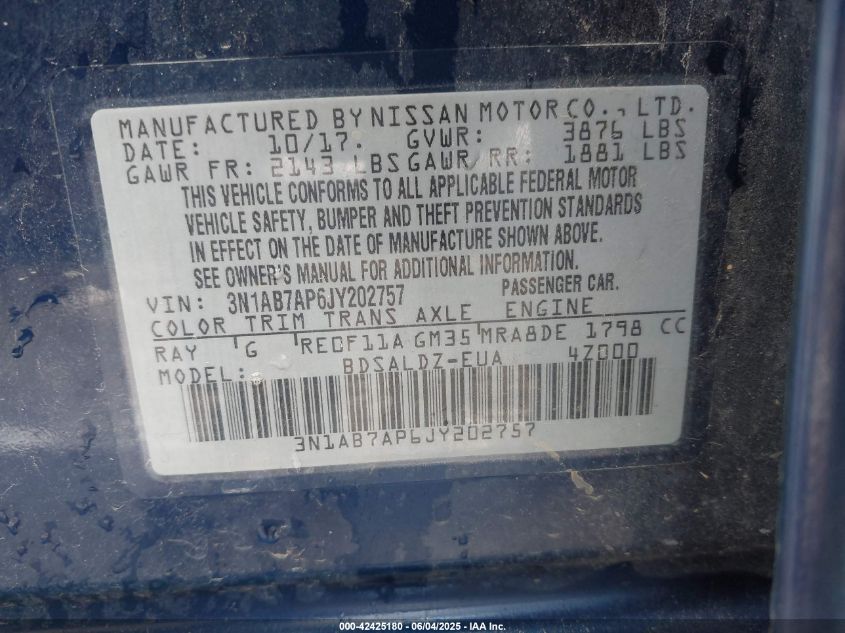 MANUFACTURED BY NISSAN MOTOR CO., LTD.
DATE: 10/17. GVWR: 3876 LBS
GAWR FR: 2143 LBS GAWR RR: 1881 LBS
THIS VEHICLE CONFORMS TO ALL APPLICABLE FEDERAL MOTOR
VEHICLE SAFETY, BUMPER AND THEFT PREVENTION STANDARDS
IN EFFECT ON THE DATE OF MANUFACTURE SHOWN ABOVE.
SEE OWNER'S MANUAL FOR ADDITIONAL INFORMATION.
VIN: 3N1AB7AP6JY202757 PASSENGER CAR.
COLOR TRIM TRANS AXLE ENGINE
RAY G RE0F11A GM35 MRA8DE 1798 CC
MODEL: BDSALDZ-EUA 4Z000
3N1AB7AP6JY202757
000-42425180 - 06/04/2025 - IAA Inc.